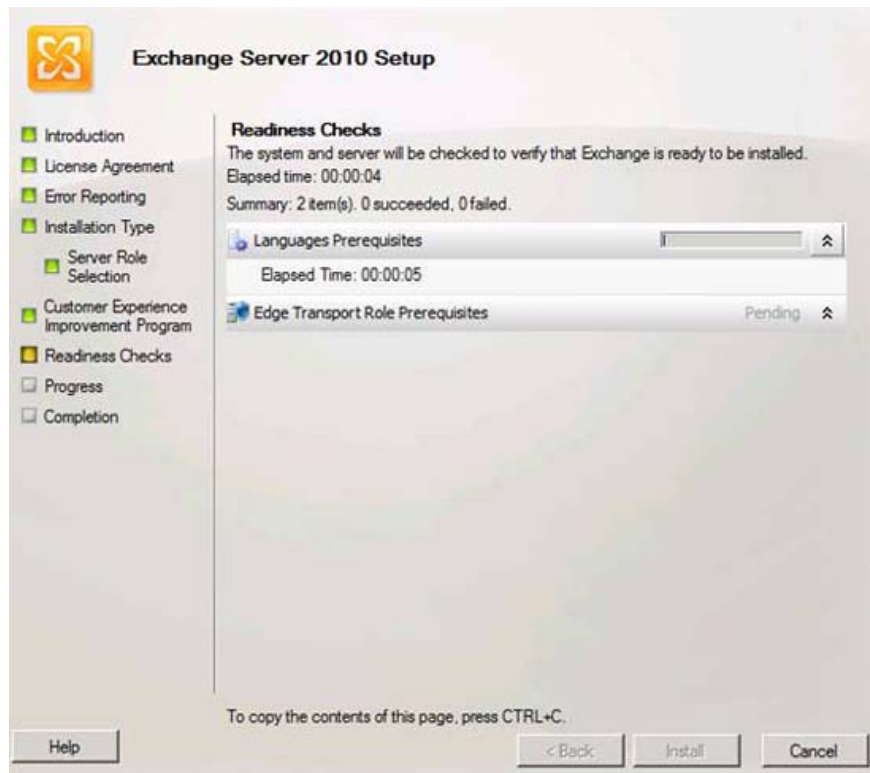 Exchange Server 2010 Setup
Introduction
License Agreement
Error Reporting
Installation Type
Server Role
Selection
Customer Experience
Improvement Program
Readiness Checks
Progress
Completion
Readiness Checks
The system and server will be checked to verify that Exchange is ready to be installed.
Elapsed time: 00:00:04
Summary: 2 item(s). 0 succeeded, 0 failed.
Languages Prerequisites
Elapsed Time: 00:00:05
Edge Transport Role Prerequisites Pending
To copy the contents of this page, press CTRL+C.
Help < Back Install Cancel